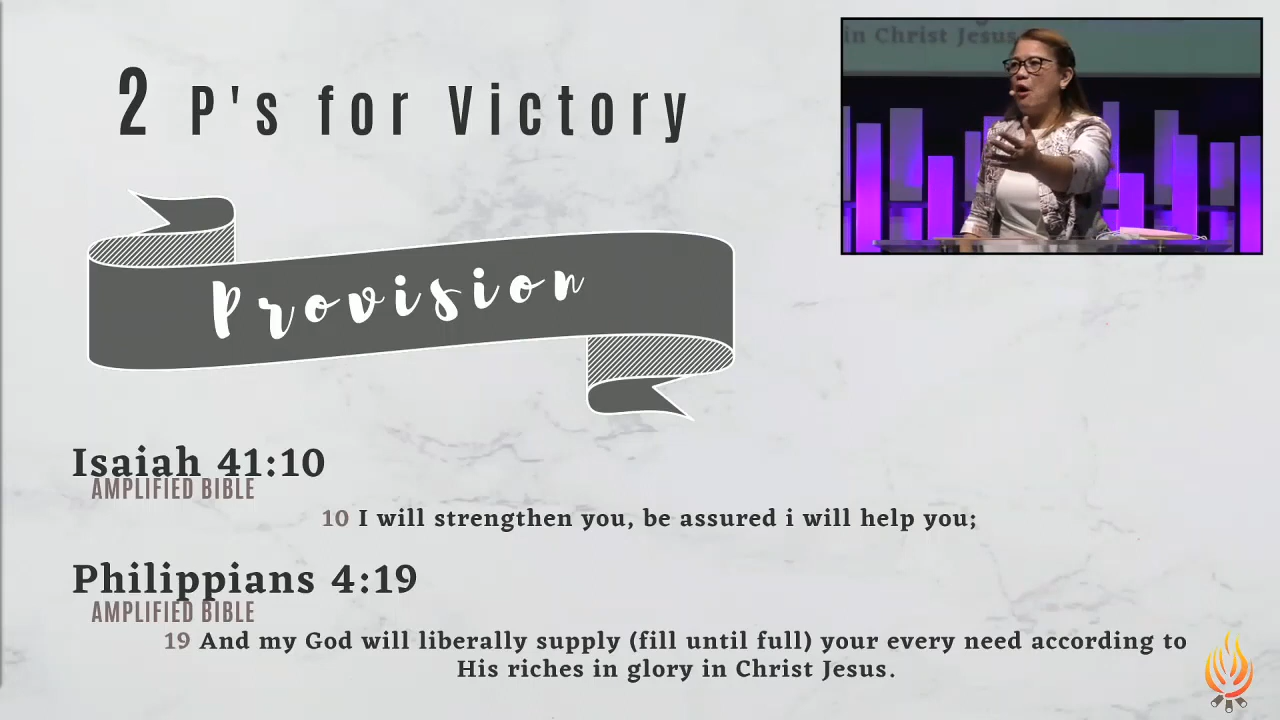 2 P's for Victory
in Christ Jesus.
Provision
Isaiah 41:10
AMPLIFIED BIBLE
10 I will strengthen you, be assured i will help you;
Philippians 4:19
AMPLIFIED BIBLE
19 And my God will liberally supply (fill until full) your every need according to
His riches in glory in Christ Jesus.